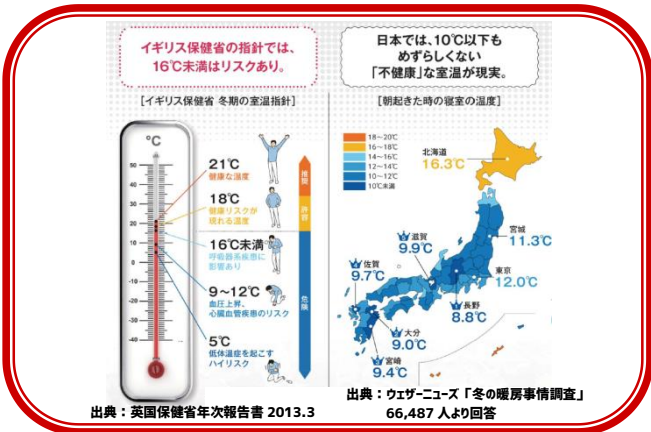 イギリス保健省の指針では、
16℃未満はリスクあり。
[イギリス保健省 冬期の室温指針]
℃
50
40
30
20
10
0
-10
-20
-30
-40
21℃
健康な温度
18℃
健康リスクが
現れる温度
16℃未満
呼吸器系疾患に
影響あり
9〜12℃
血圧上昇、
心臓血管疾患のリスク
5℃
低体温症を起こす
ハイリスク
推奨
許容
危険
出典：英国保健省年次報告書 2013.3
日本では、10℃以下も
めずらしくない
「不健康」な室温が現実。
[朝起きた時の寝室の温度]
18〜20℃
16〜18℃
14〜16℃
12〜14℃
10〜12℃
10℃未満
北海道
16.3℃
宮城
11.3℃
滋賀
9.9℃
佐賀
9.7℃
東京
12.0℃
長野
8.8℃
大分
9.0℃
宮崎
9.4℃
出典：ウェザーニューズ「冬の暖房事情調査」
66,487 人より回答